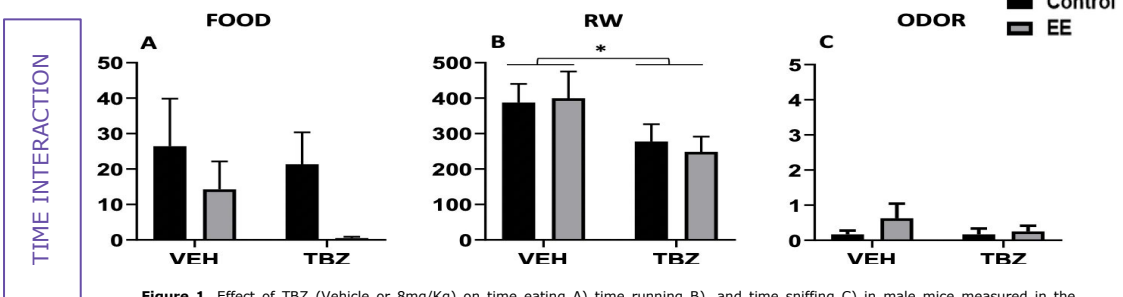 Control
FOOD RW ODOR EE
A B C
*
TIME INTERACTION
50 500 5
40 400 4
30 300 3
20 200 2
10 100 1
0 0 0
VEH TBZ VEH TBZ VEH TBZ
Figure 1. Effect of TBZ (Vehicle or 8mg/Kg) on time eating A) time running B), and time sniffing C) in male mice measured in the